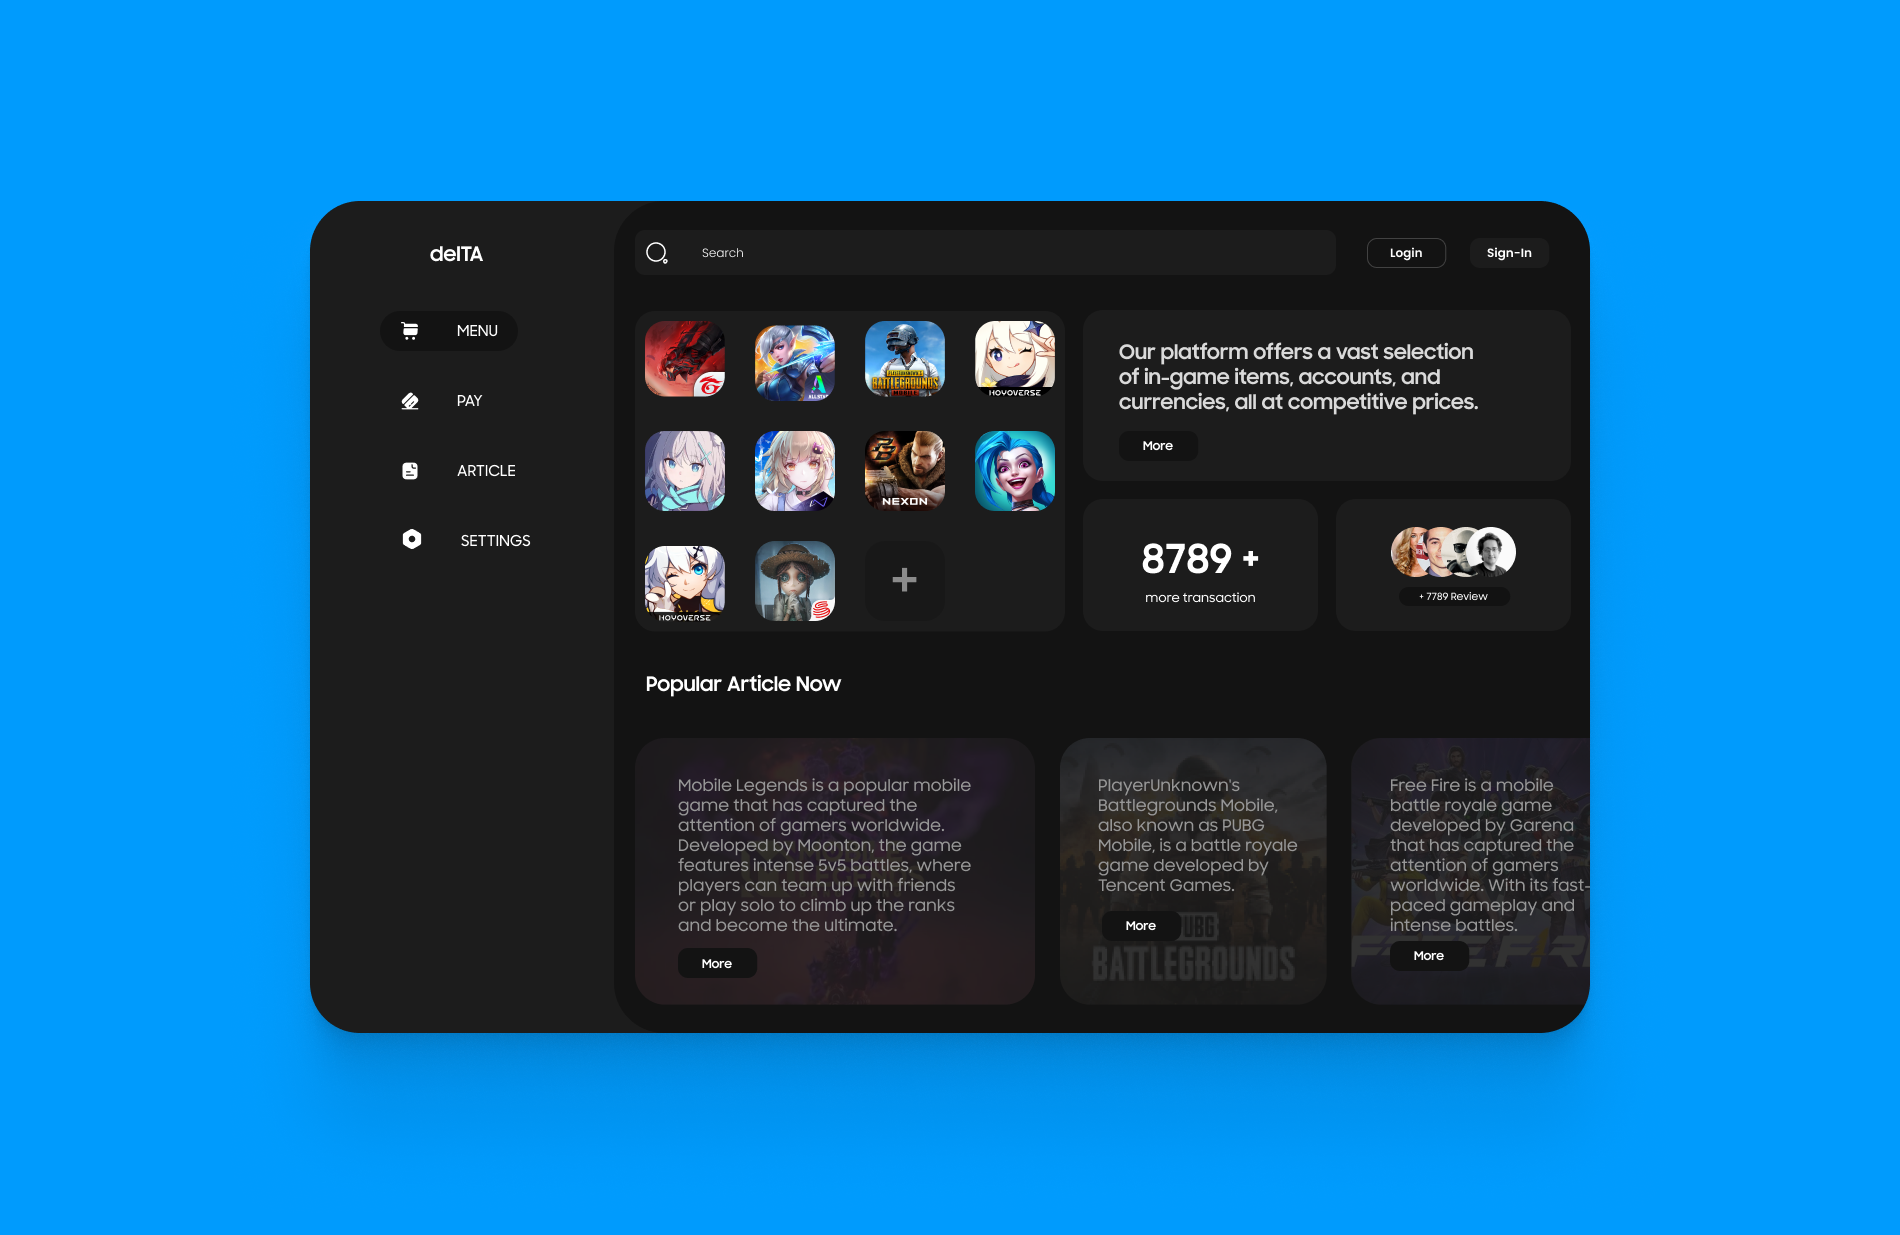 delTA
Search
Login
Sign-In
MENU
PAY
ARTICLE
SETTINGS
ALLSTAR
BATTLEGROUNDS
MOBILE
HOYOVERSE
NEXON
HOYOVERSE
Our platform offers a vast selection
of in-game items, accounts, and
currencies, all at competitive prices.
More
8789 +
more transaction
+ 7789 Review
Popular Article Now
Mobile Legends is a popular mobile
game that has captured the
attention of gamers worldwide.
Developed by Moonton, the game
features intense 5v5 battles, where
players can team up with friends
or play solo to climb up the ranks
and become the ultimate.
More
PlayerUnknown's
Battlegrounds Mobile,
also known as PUBG
Mobile, is a battle royale
game developed by
Tencent Games.
More
UBG
BATTLEGROUNDS
Free Fire is a mobile
battle royale game
developed by Garena
that has captured the
attention of gamers
worldwide. With its fast-
paced gameplay and
intense battles.
More